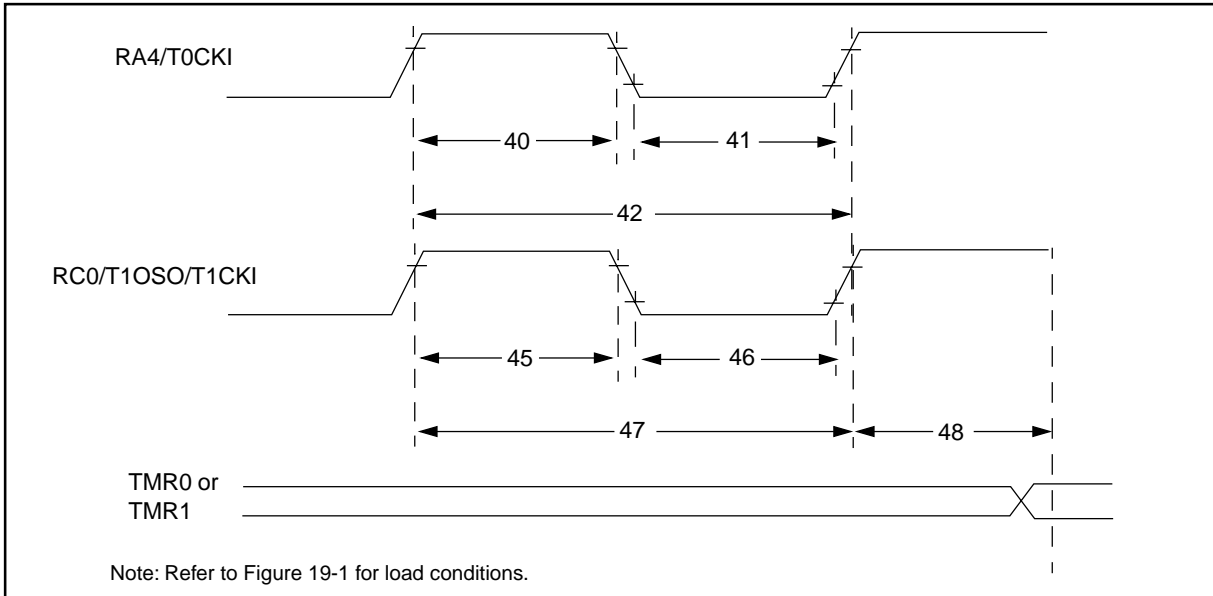 RA4/T0CKI
40
41
42
RC0/T1OSO/T1CKI
45
46
47
48
TMR0 or
TMR1
Note: Refer to Figure 19-1 for load conditions.